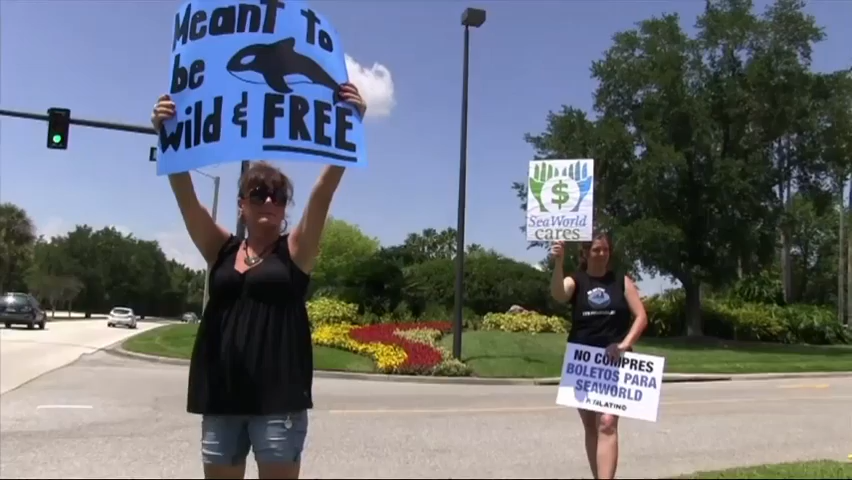 Meant To
be
wild & FREE
$
SeaWorld
cares
NO COMPRES
BOLETOS PARA
SEAWORLD